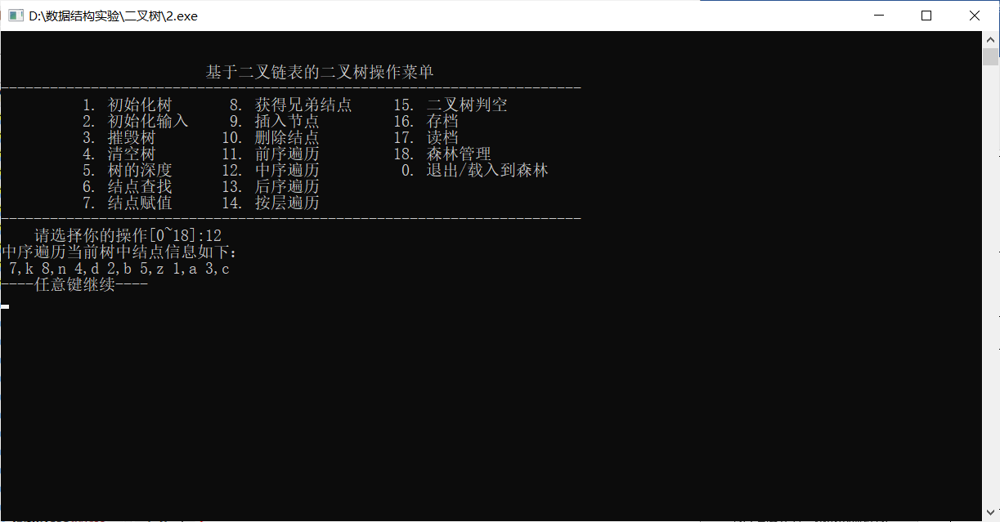 D:\数据结构实验\二叉树\2.exe
基于二叉链表的二叉树操作菜单
-----------------------------------------------------------------------
1. 初始化树 8. 获得兄弟结点 15. 二叉树判空
2. 初始化输入 9. 插入节点 16. 存档
3. 摧毁树 10. 删除结点 17. 读档
4. 清空树 11. 前序遍历 18. 森林管理
5. 树的深度 12. 中序遍历 0. 退出/载入到森林
6. 结点查找 13. 后序遍历
7. 结点赋值 14. 按层遍历
-----------------------------------------------------------------------
请选择你的操作[0~18]:12
中序遍历当前树中结点信息如下:
7,k 8,n 4,d 2,b 5,z 1,a 3,c
----任意键继续----